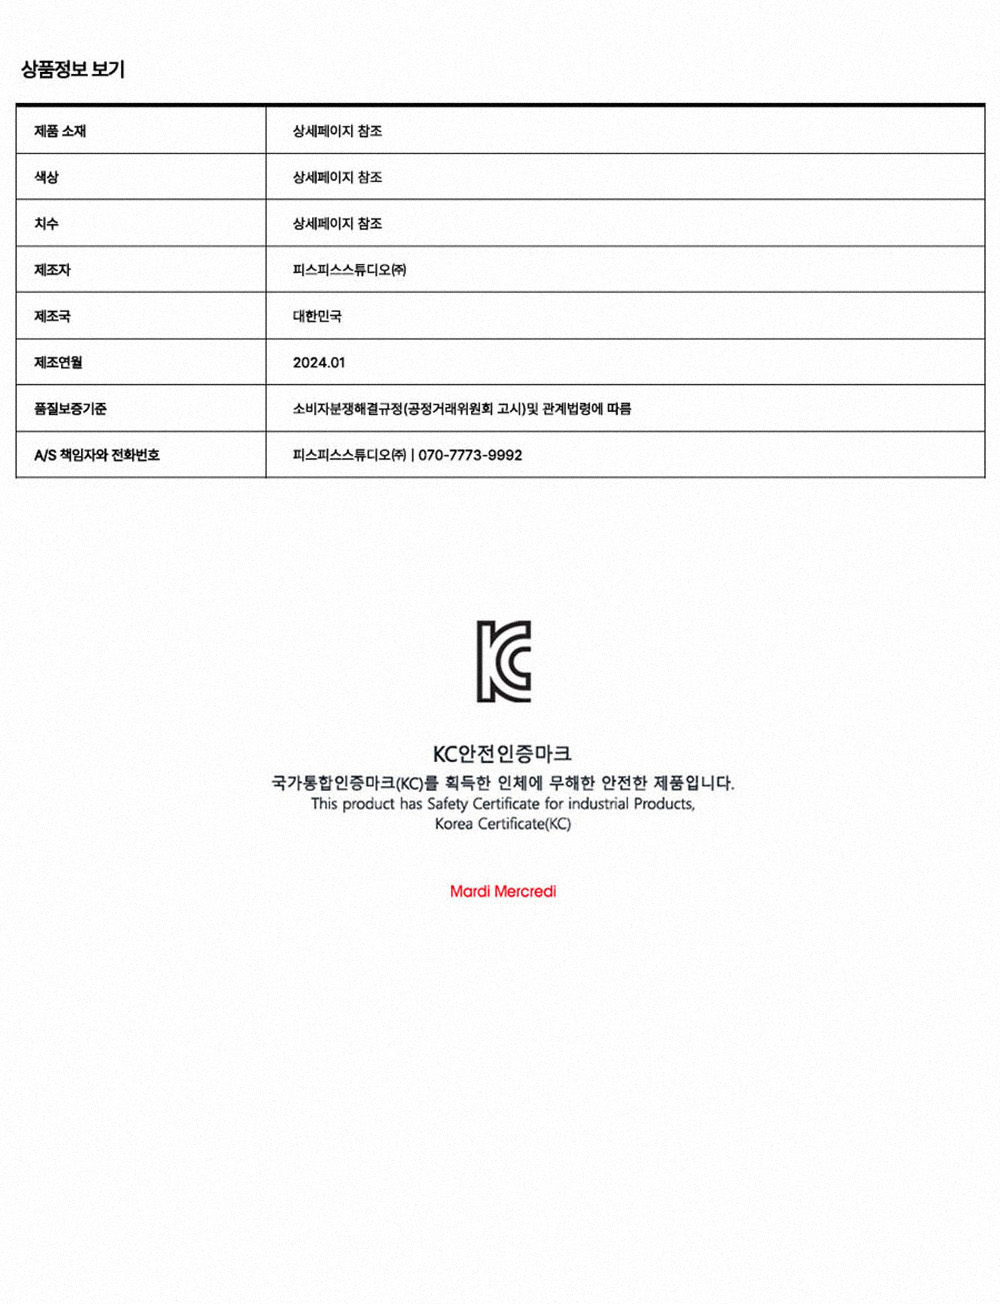 상품정보 보기
제품 소재 상세페이지 참조
색상 상세페이지 참조
치수 상세페이지 참조
제조자 피스피스스튜디오㈜
제조국 대한민국
제조연월 2024.01
품질보증기준 소비자분쟁해결규정(공정거래위원회 고시)및 관계법령에 따름
A/S 책임자와 전화번호 피스피스스튜디오㈜ | 070-7773-9992
KC
KC안전인증마크
국가통합인증마크(KC)를 획득한 인체에 무해한 안전한 제품입니다.
This product has Safety Certificate for industrial Products,
Korea Certificate(KC)
Mardi Mercredi